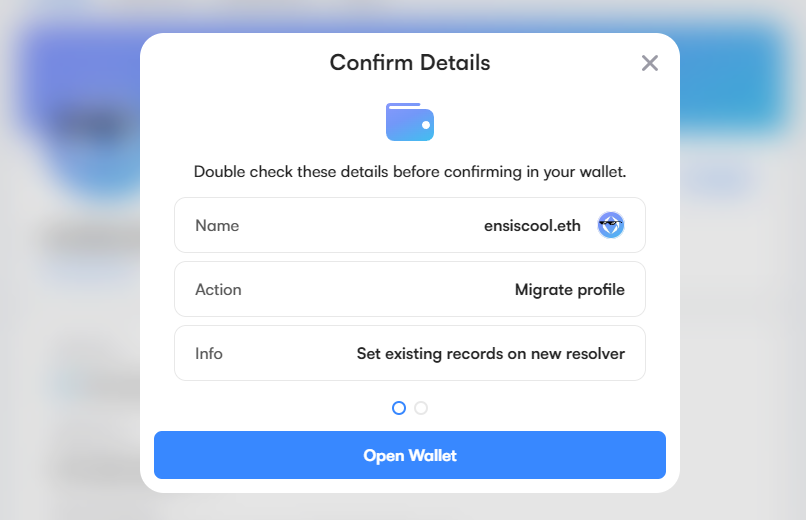 Confirm Details
Double check these details before confirming in your wallet.
Name ensiscool.eth
Action Migrate profile
Info Set existing records on new resolver
Open Wallet